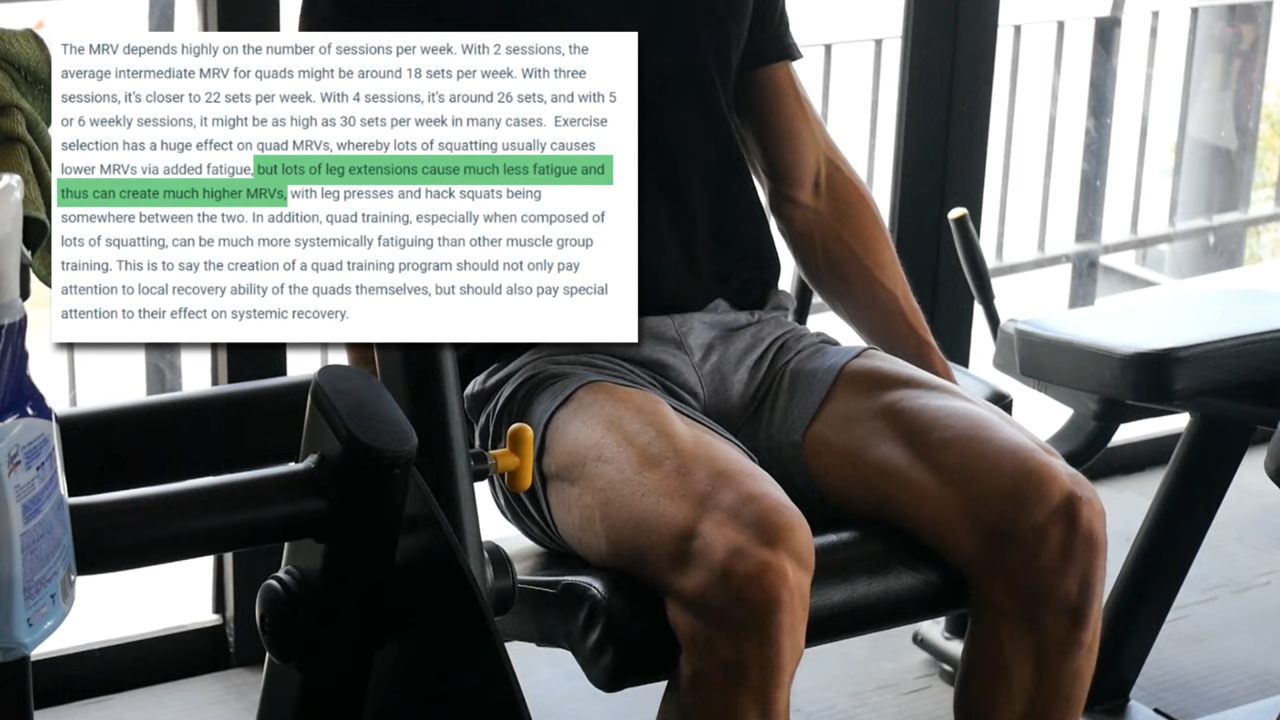 The MRV depends highly on the number of sessions per week. With 2 sessions, the
average intermediate MRV for quads might be around 18 sets per week. With three
sessions, it’s closer to 22 sets per week. With 4 sessions, it’s around 26 sets, and with 5
or 6 weekly sessions, it might be as high as 30 sets per week in many cases.  Exercise
selection has a huge effect on quad MRVs, whereby lots of squatting usually causes
lower MRVs via added fatigue, but lots of leg extensions cause much less fatigue and
thus can create much higher MRVs, with leg presses and hack squats being
somewhere between the two. In addition, quad training, especially when composed of
lots of squatting, can be much more systemically fatiguing than other muscle group
training. This is to say the creation of a quad training program should not only pay
attention to local recovery ability of the quads themselves, but should also pay special
attention to their effect on systemic recovery.